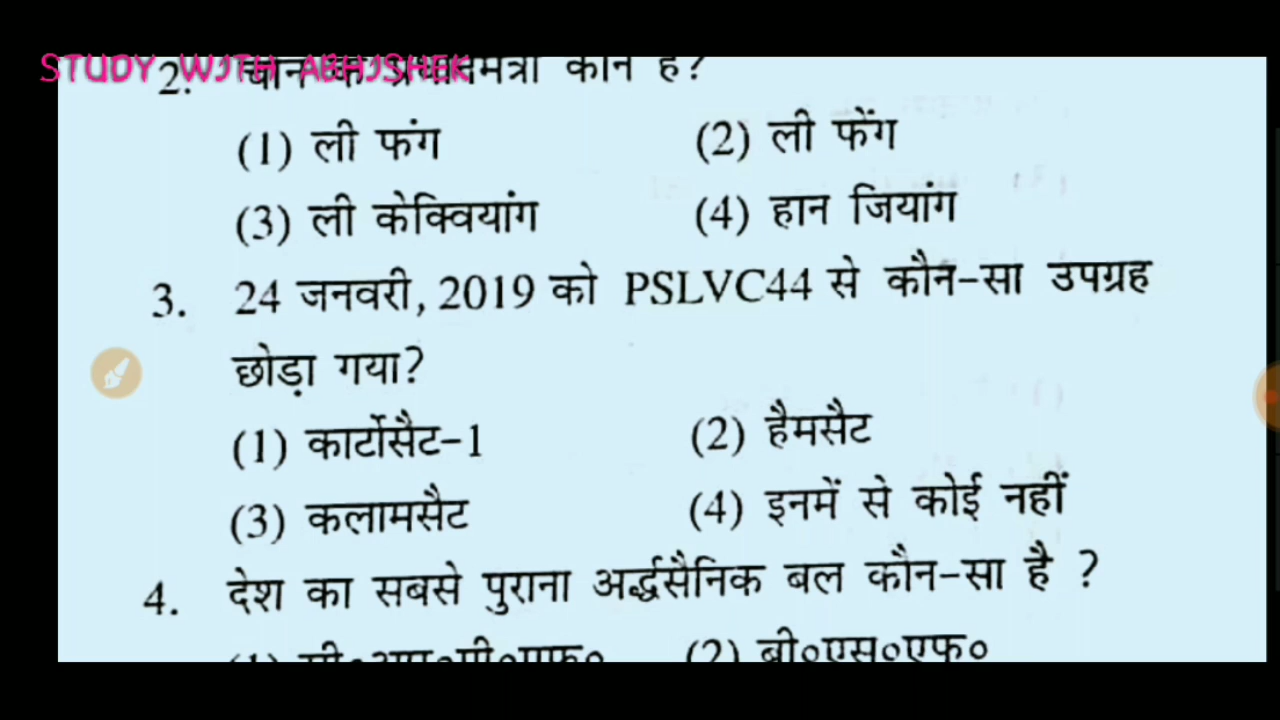 STUDY WITH ABHISHEK
2. कौन है?
(1) ली फंग (2) ली फेंग
(3) ली केक्वियांग (4) हान जियांग
3. 24 जनवरी, 2019 को PSLVC44 से कौन-सा उपग्रह
छोड़ा गया?
(1) कार्टोसैट-1 (2) हैमसैट
(3) कलामसैट (4) इनमें से कोई नहीं
4. देश का सबसे पुराना अर्द्धसैनिक बल कौन-सा है ?
(2) बी०एस०एफ०